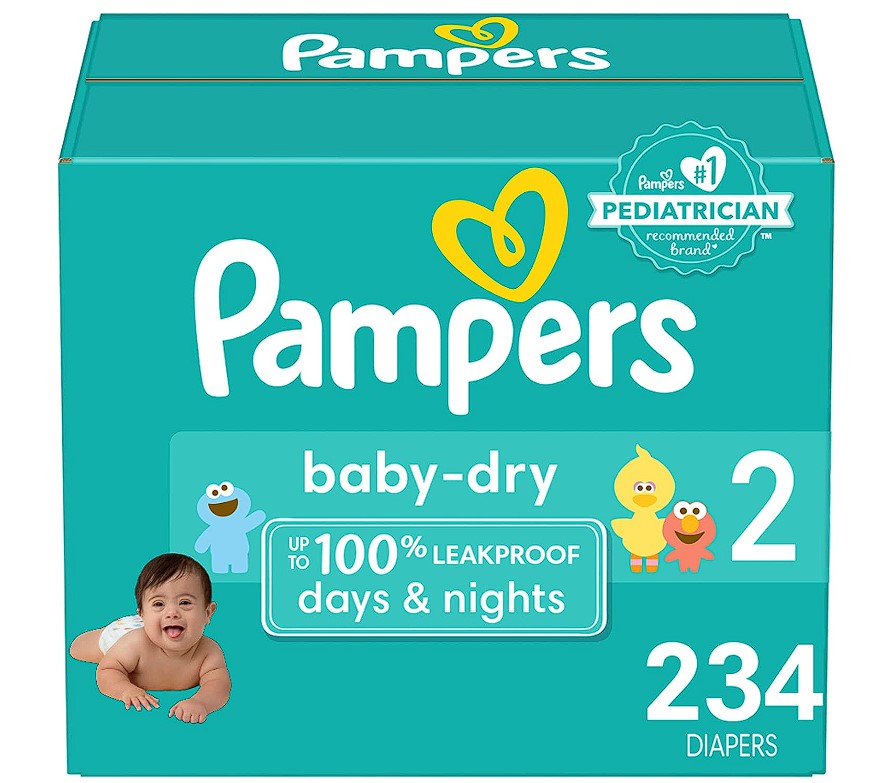 Pampers
Pampers #1
PEDIATRICIAN
recommended
brand
TM
Pampers
baby-dry
2
UP TO 100% LEAKPROOF
days & nights
234
DIAPERS